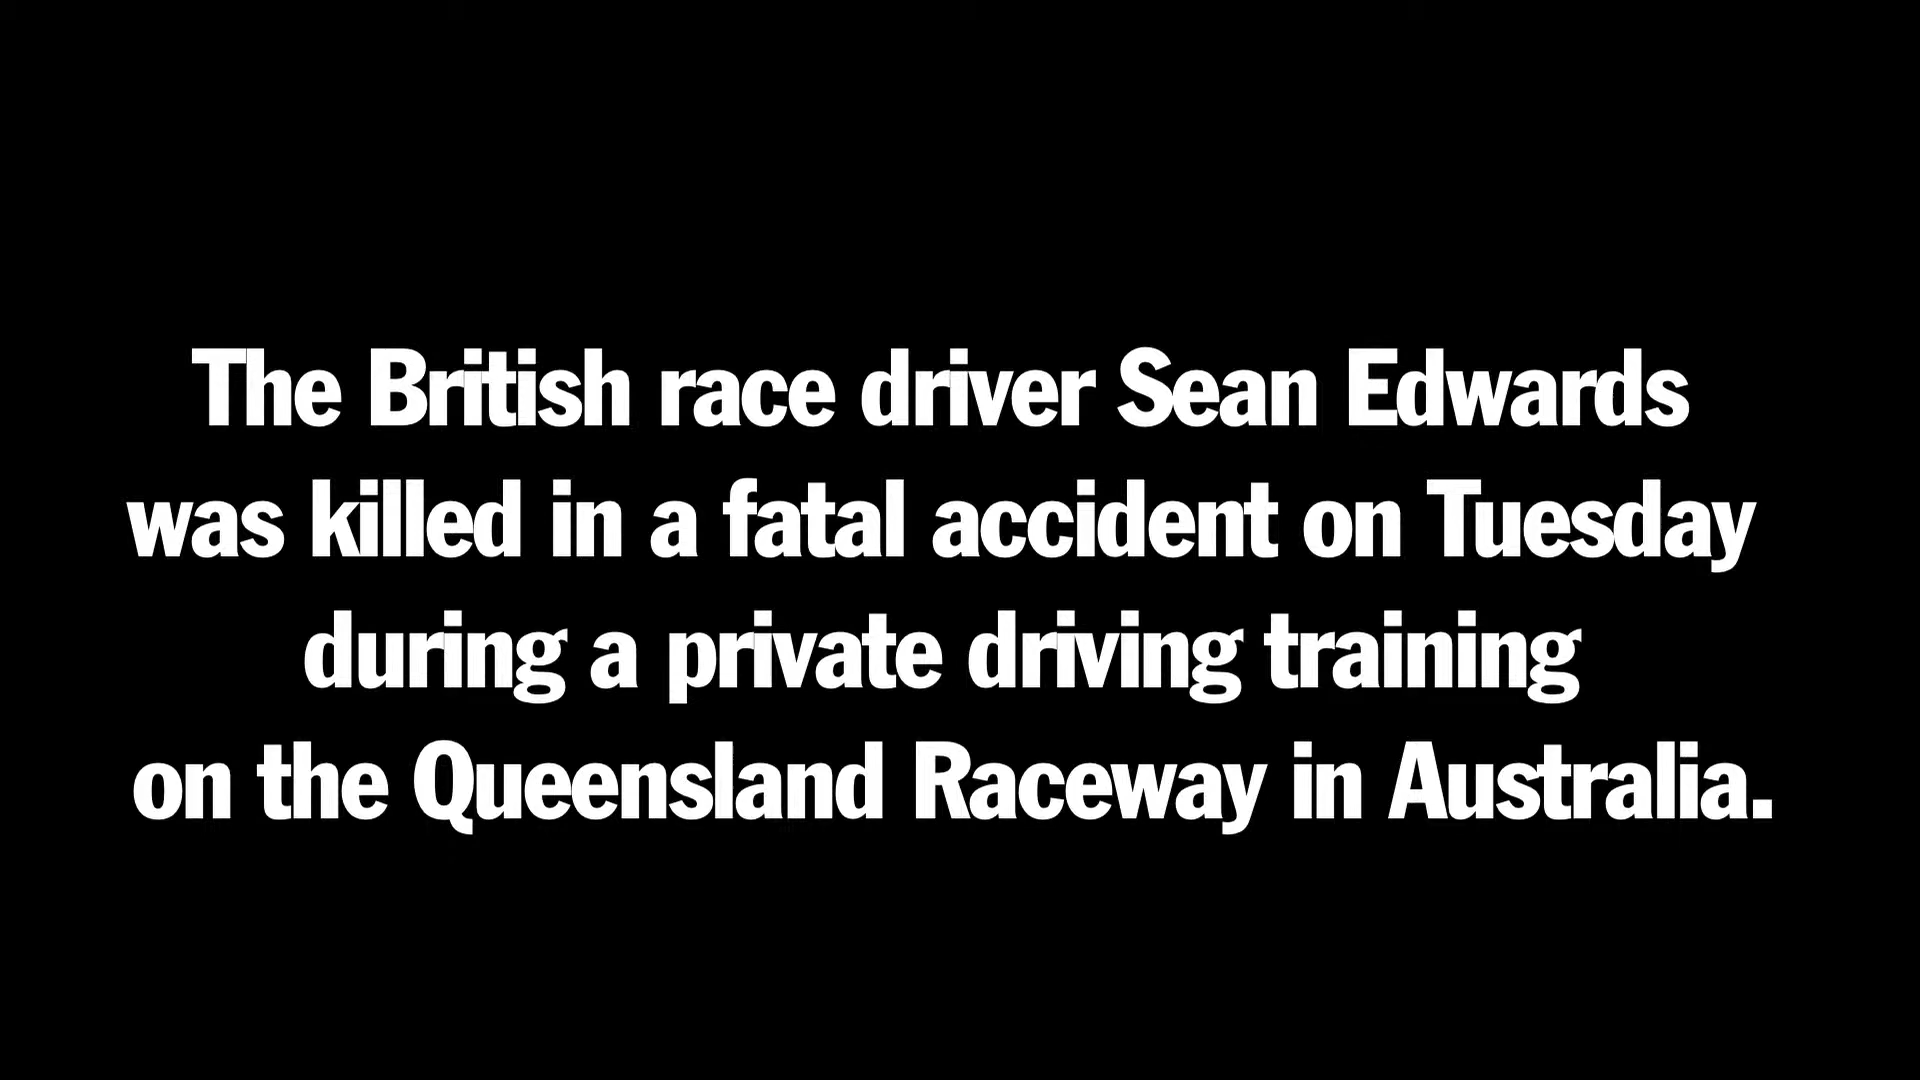 The British race driver Sean Edwards
was killed in a fatal accident on Tuesday
during a private driving training
on the Queensland Raceway in Australia.